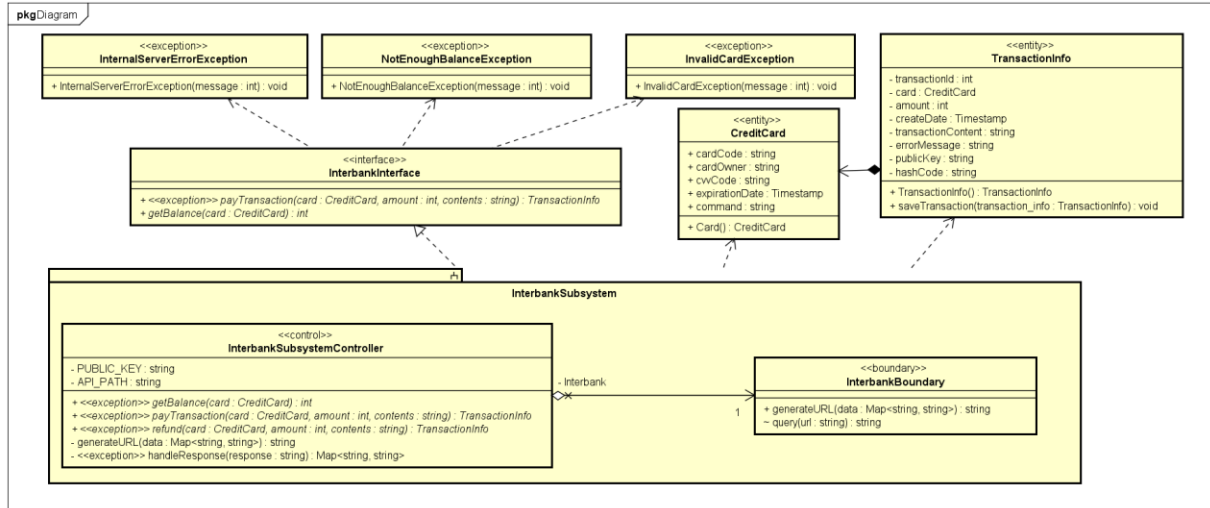 pkg Diagram
<<exception>>
InternalServerErrorException
+ InternalServerErrorException(message : int) : void
<<exception>>
NotEnoughBalanceException
+ NotEnoughBalanceException(message : int) : void
<<exception>>
InvalidCardException
+ InvalidCardException(message : int) : void
<<entity>>
TransactionInfo
- transactionId : int
- card : CreditCard
- amount : int
- createDate : Timestamp
- transactionContent : string
- errorMessage : string
- publicKey : string
- hashCode : string
+ TransactionInfo() : TransactionInfo
+ saveTransaction(transaction_info : TransactionInfo) : void
<<entity>>
CreditCard
+ cardCode : string
+ cardOwner : string
+ cvvCode : string
+ expirationDate : Timestamp
+ command : string
+ Card() : CreditCard
<<interface>>
InterbankInterface
+ <<exception>> payTransaction(card : CreditCard, amount : int, contents : string) : TransactionInfo
+ getBalance(card : CreditCard) : int
InterbankSubsystem
<<control>>
InterbankSubsystemController
- PUBLIC_KEY : string
- API_PATH : string
+ <<exception>> getBalance(card : CreditCard) : int
+ <<exception>> payTransaction(card : CreditCard, amount : int, contents : string) : TransactionInfo
+ <<exception>> refund(card : CreditCard, amount : int, contents : string) : TransactionInfo
- generateURL(data : Map<string, string>) : string
- <<exception>> handleResponse(response : string) : Map<string, string>
- Interbank
1
<<boundary>>
InterbankBoundary
+ generateURL(data : Map<string, string>) : string
~ query(url : string) : string